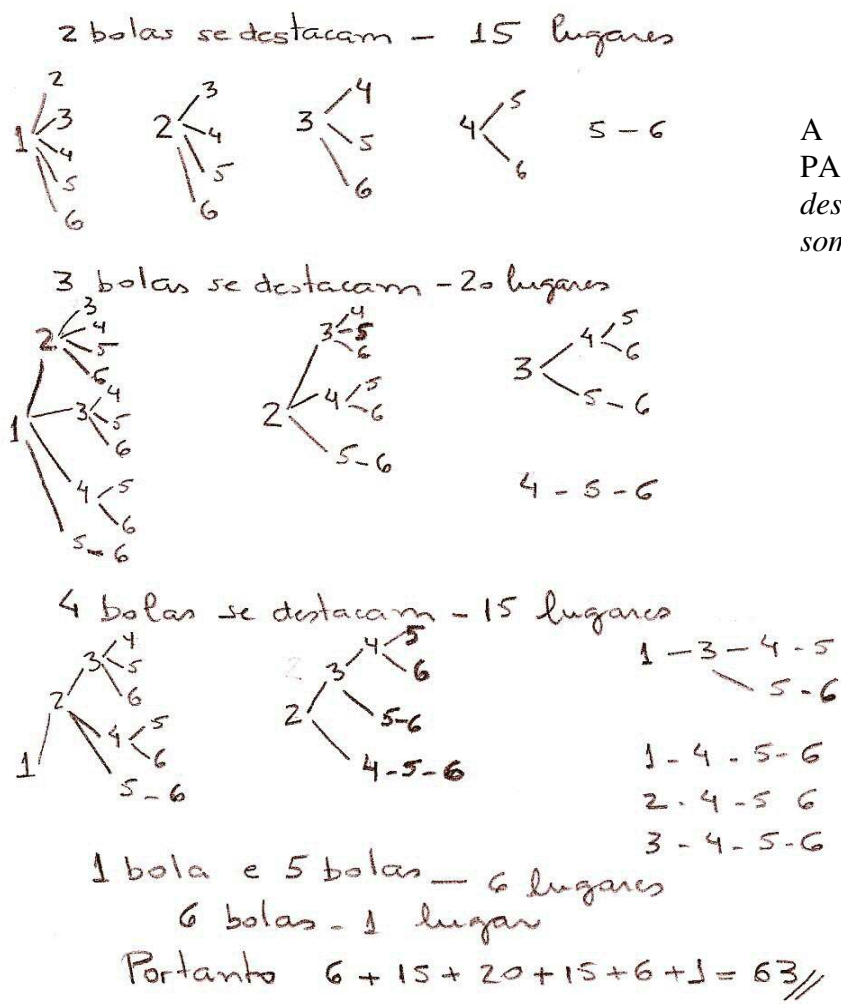 2 bolas se destacam - 15 lugares
1 2 3 4 5 6
2 3 4 5 6
3 4 5 6
4 5 6
5 - 6
A
PA
des
son
3 bolas se destacam - 20 lugares
1 2 3 4 5 6
3 4 5 6
4 5 6
5 - 6
2 3 4 5 6
4 5 6
5 - 6
3 4 5 6
5 - 6
4 - 5 - 6
4 bolas se destacam - 15 lugares
1 2 3 4 5 6
4 5 6
5 - 6
2 3 4 5 6
5-6
4-5-6
1 - 3 - 4 - 5
5 - 6
1 - 4 - 5 - 6
2 - 4 - 5 6
3 - 4 - 5 - 6
1 bola e 5 bolas - 6 lugares
6 bolas - 1 lugar
Portanto 6 + 15 + 20 + 15 + 6 + 1 = 63//